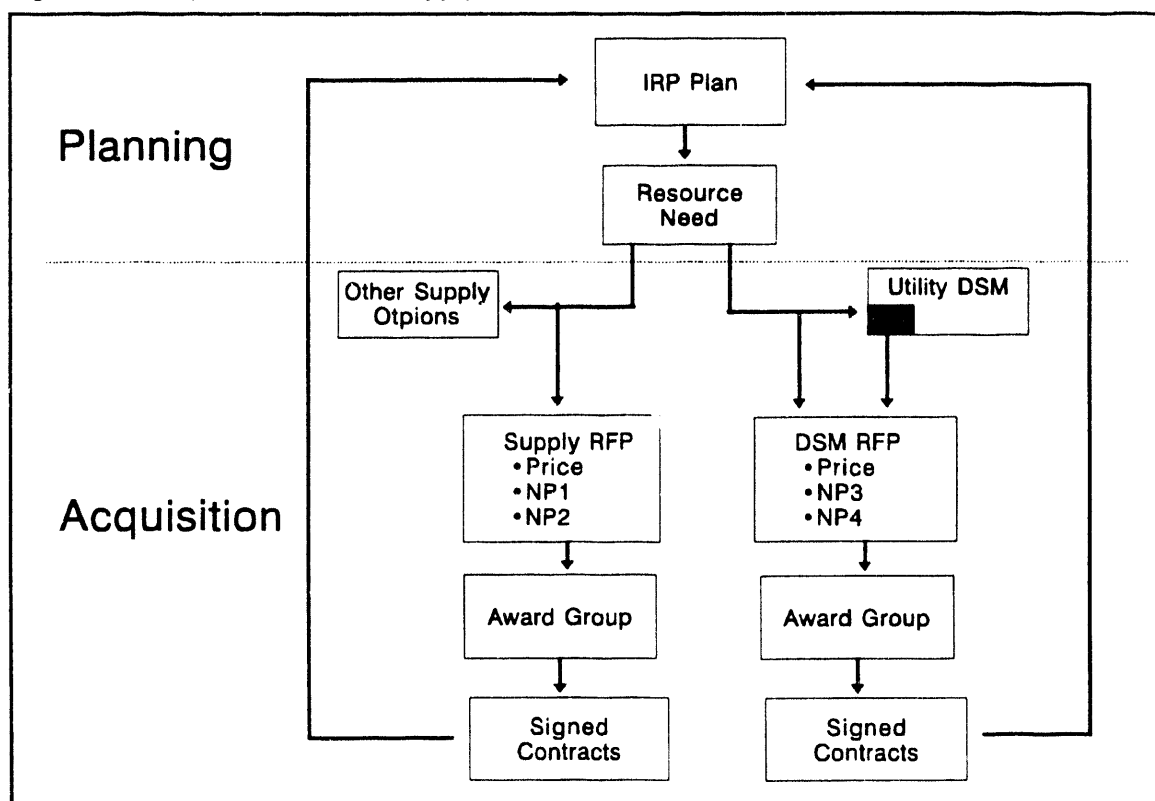 IRP Plan
Planning
Resource
Need
Other Supply
Otpions
Utility DSM
Supply RFP
• Price
• NP1
• NP2
DSM RFP
• Price
• NP3
• NP4
Acquisition
Award Group
Award Group
Signed
Contracts
Signed
Contracts